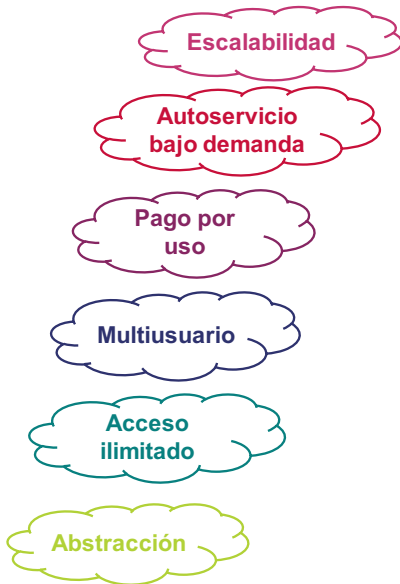 Escalabilidad
Autoservicio
bajo demanda
Pago por
uso
Multiusuario
Acceso
ilimitado
Abstracción